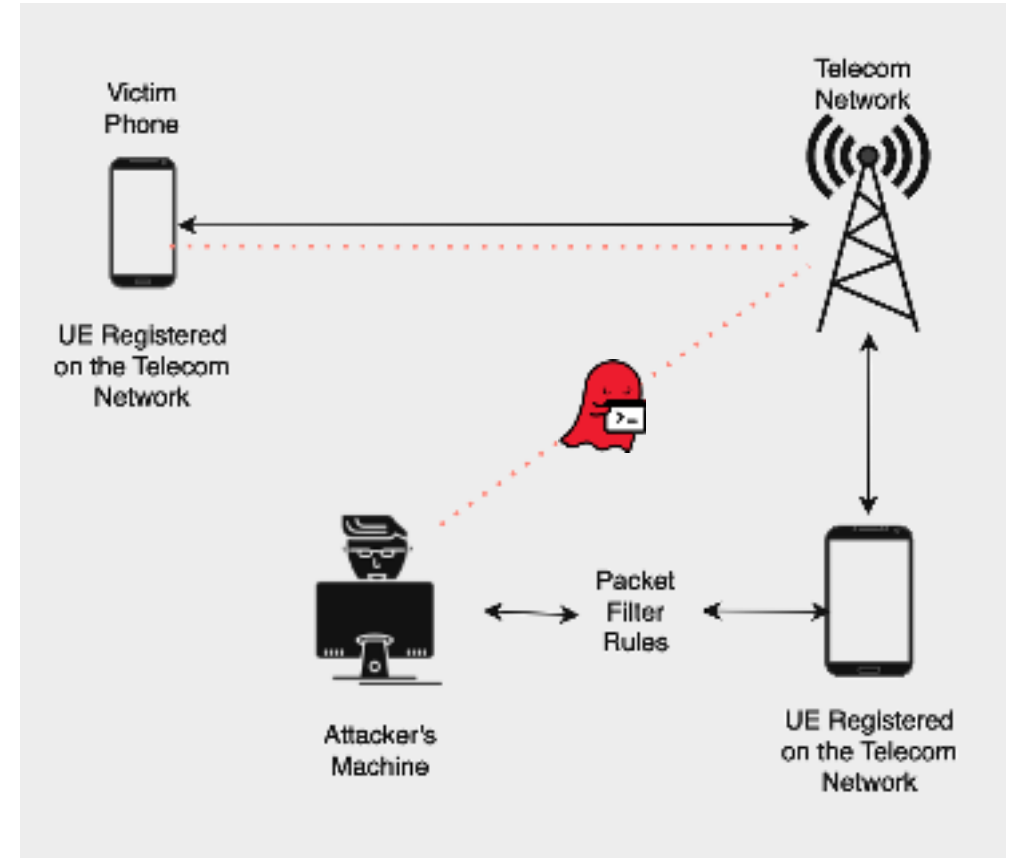 Victim
Phone
Telecom
Network
UE Registered
on the Telecom
Network
>_
Packet
Filter
Rules
Attacker's
Machine
UE Registered
on the Telecom
Network